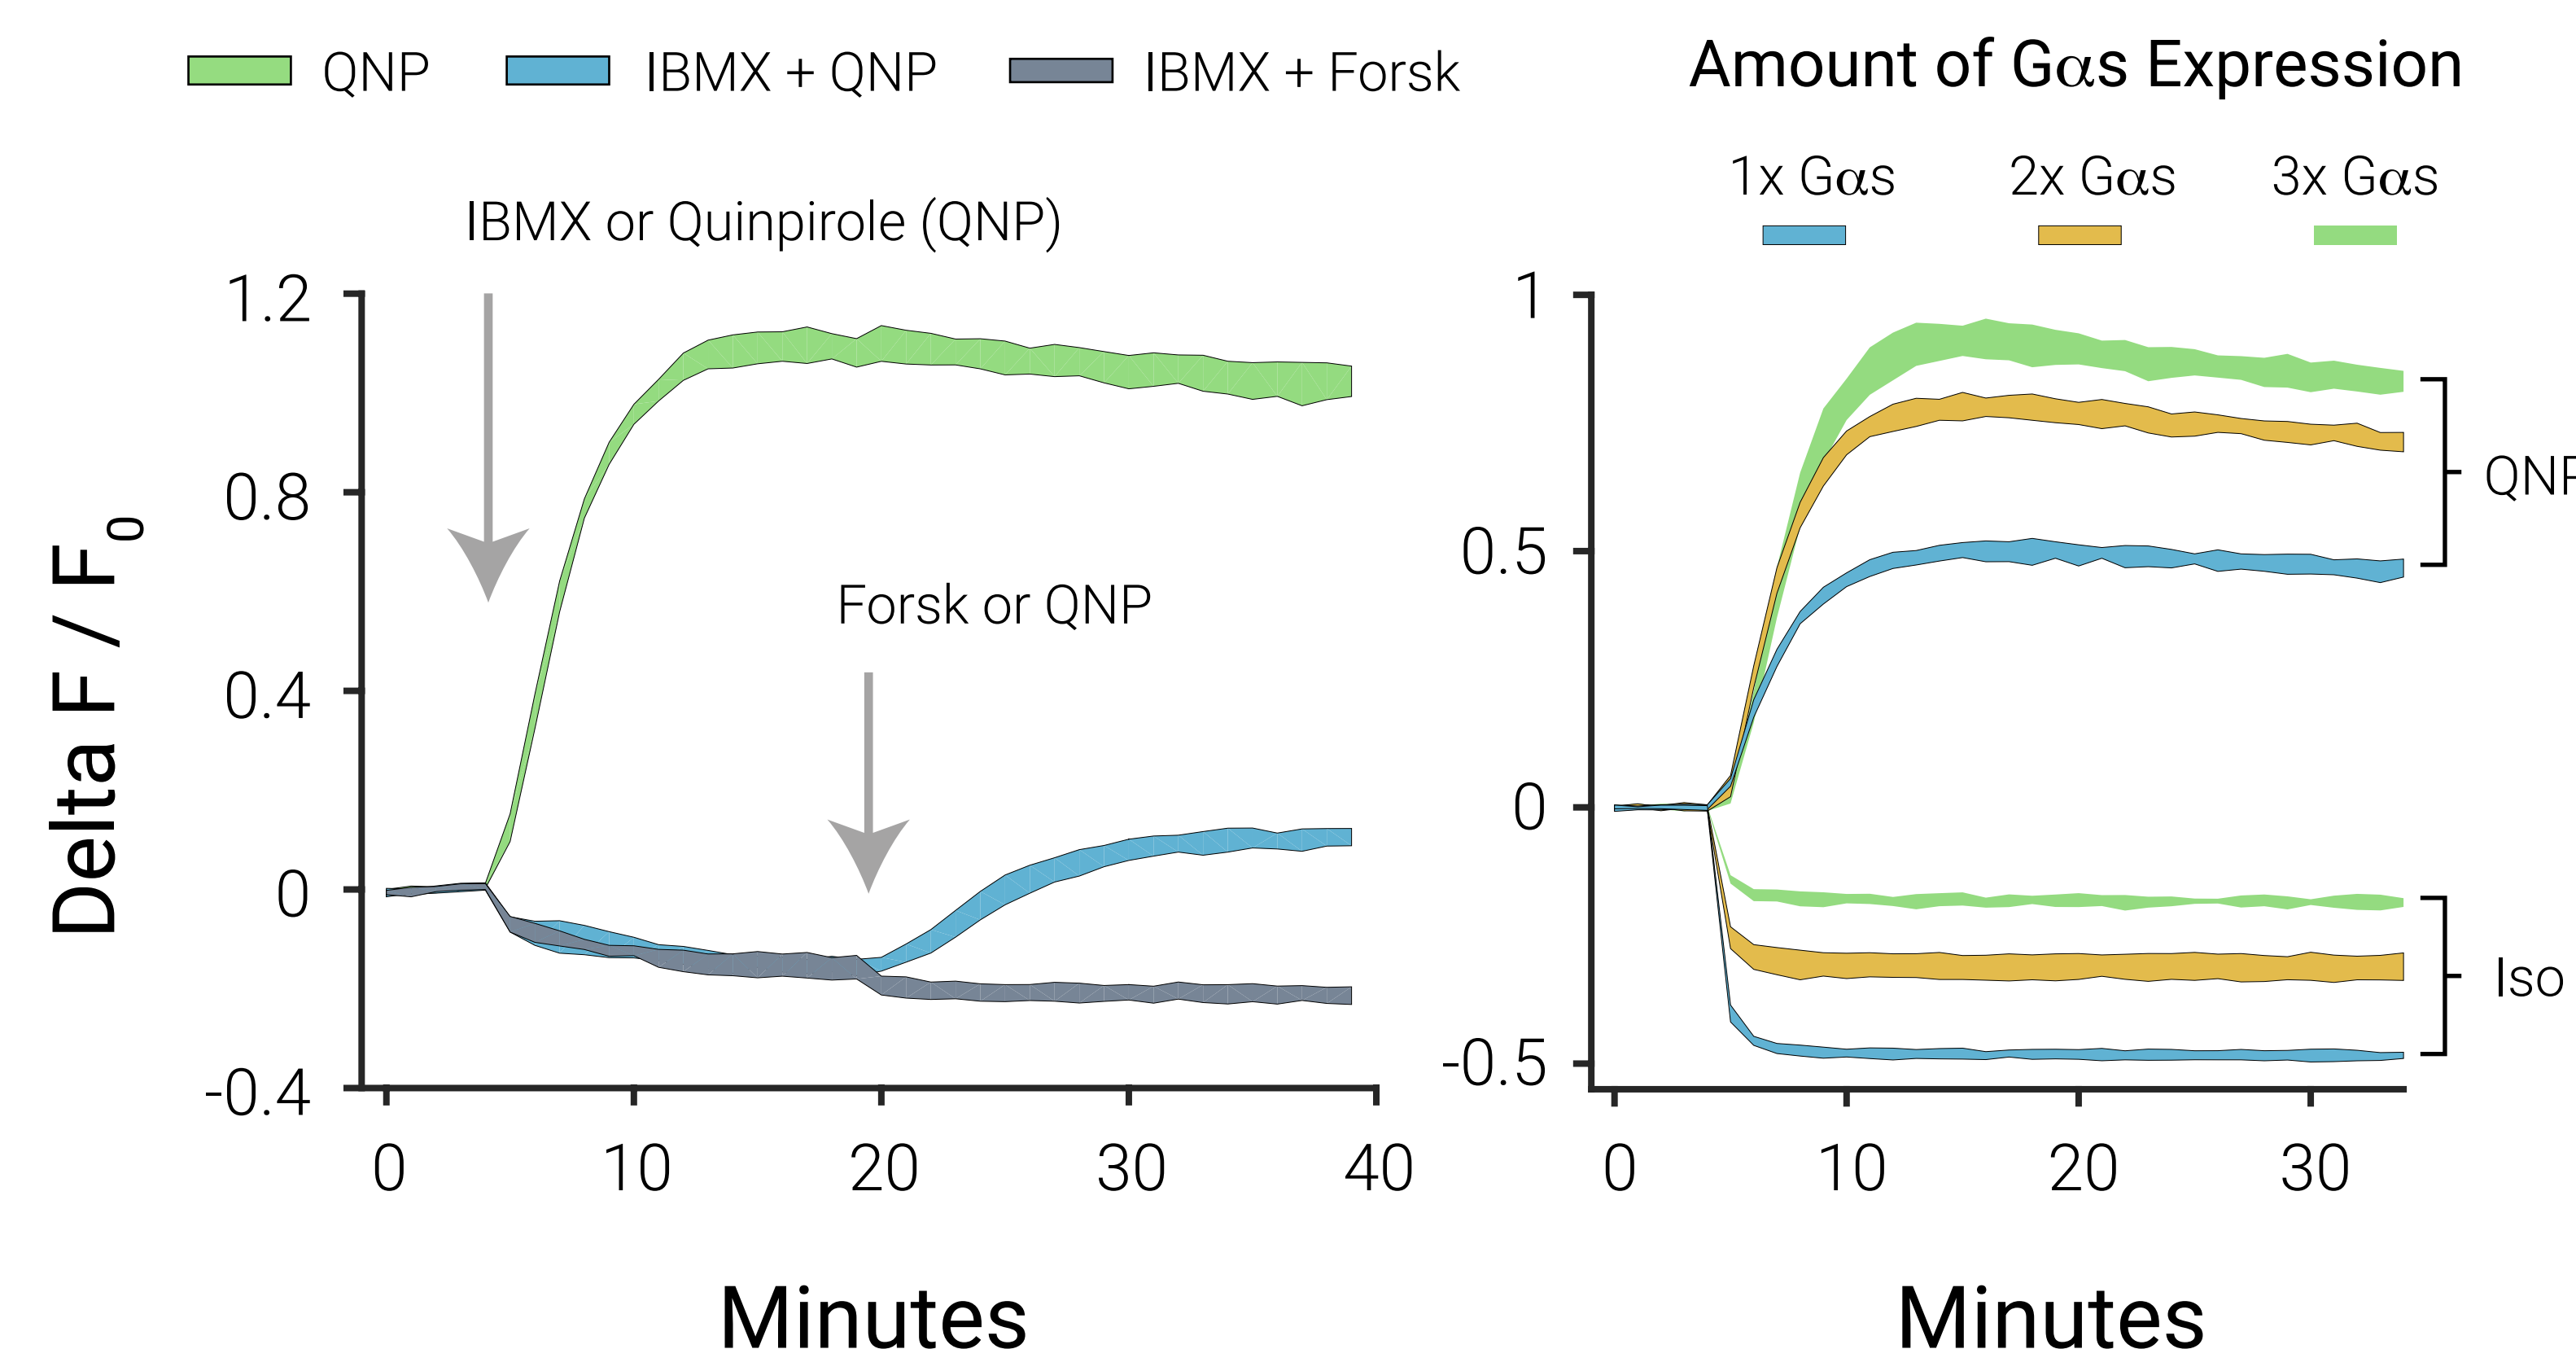 QNP IBMX + QNP IBMX + Forsk
IBMX or Quinpirole (QNP)
Forsk or QNP
Delta F / F0
1.2
0.8
0.4
0
-0.4
0 10 20 30 40
Minutes
Amount of Gαs Expression
1x Gαs 2x Gαs 3x Gαs
1
0.5
0
-0.5
QNP
Iso
0 10 20 30
Minutes